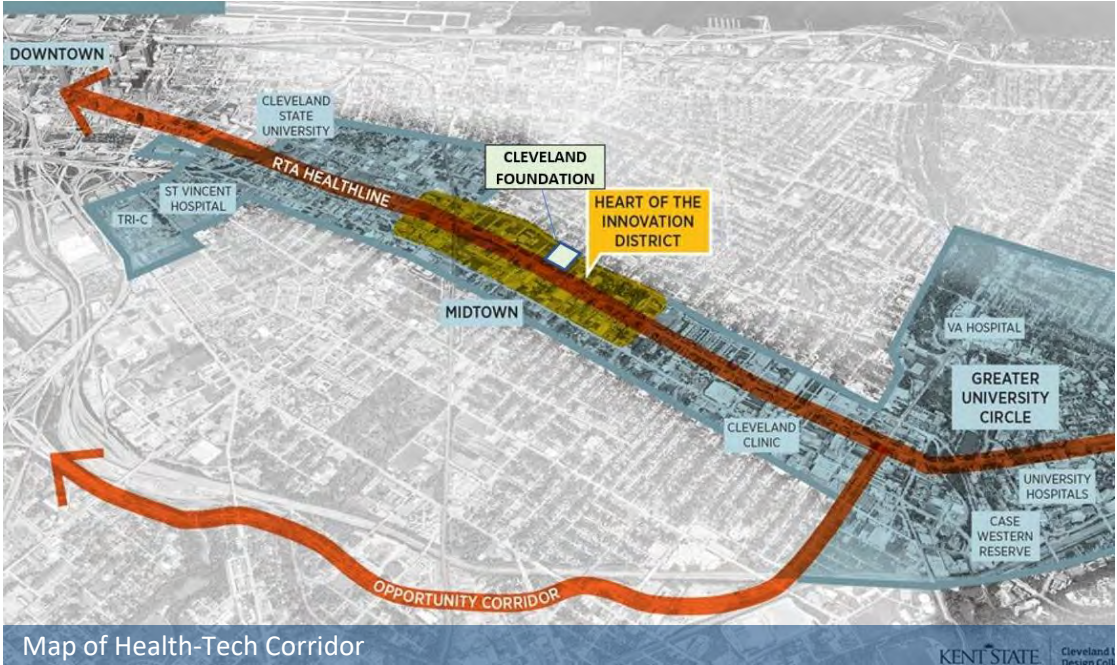 DOWNTOWN
CLEVELAND
STATE
UNIVERSITY
CLEVELAND
FOUNDATION
RTA HEALTHLINE
HEART OF THE
INNOVATION
DISTRICT
ST VINCENT
HOSPITAL
TRI-C
MIDTOWN
VA HOSPITAL
GREATER
UNIVERSITY
CIRCLE
CLEVELAND
CLINIC
UNIVERSITY
HOSPITALS
CASE
WESTERN
RESERVE
OPPORTUNITY CORRIDOR
Map of Health-Tech Corridor
KENT STATE
Cleveland
Design